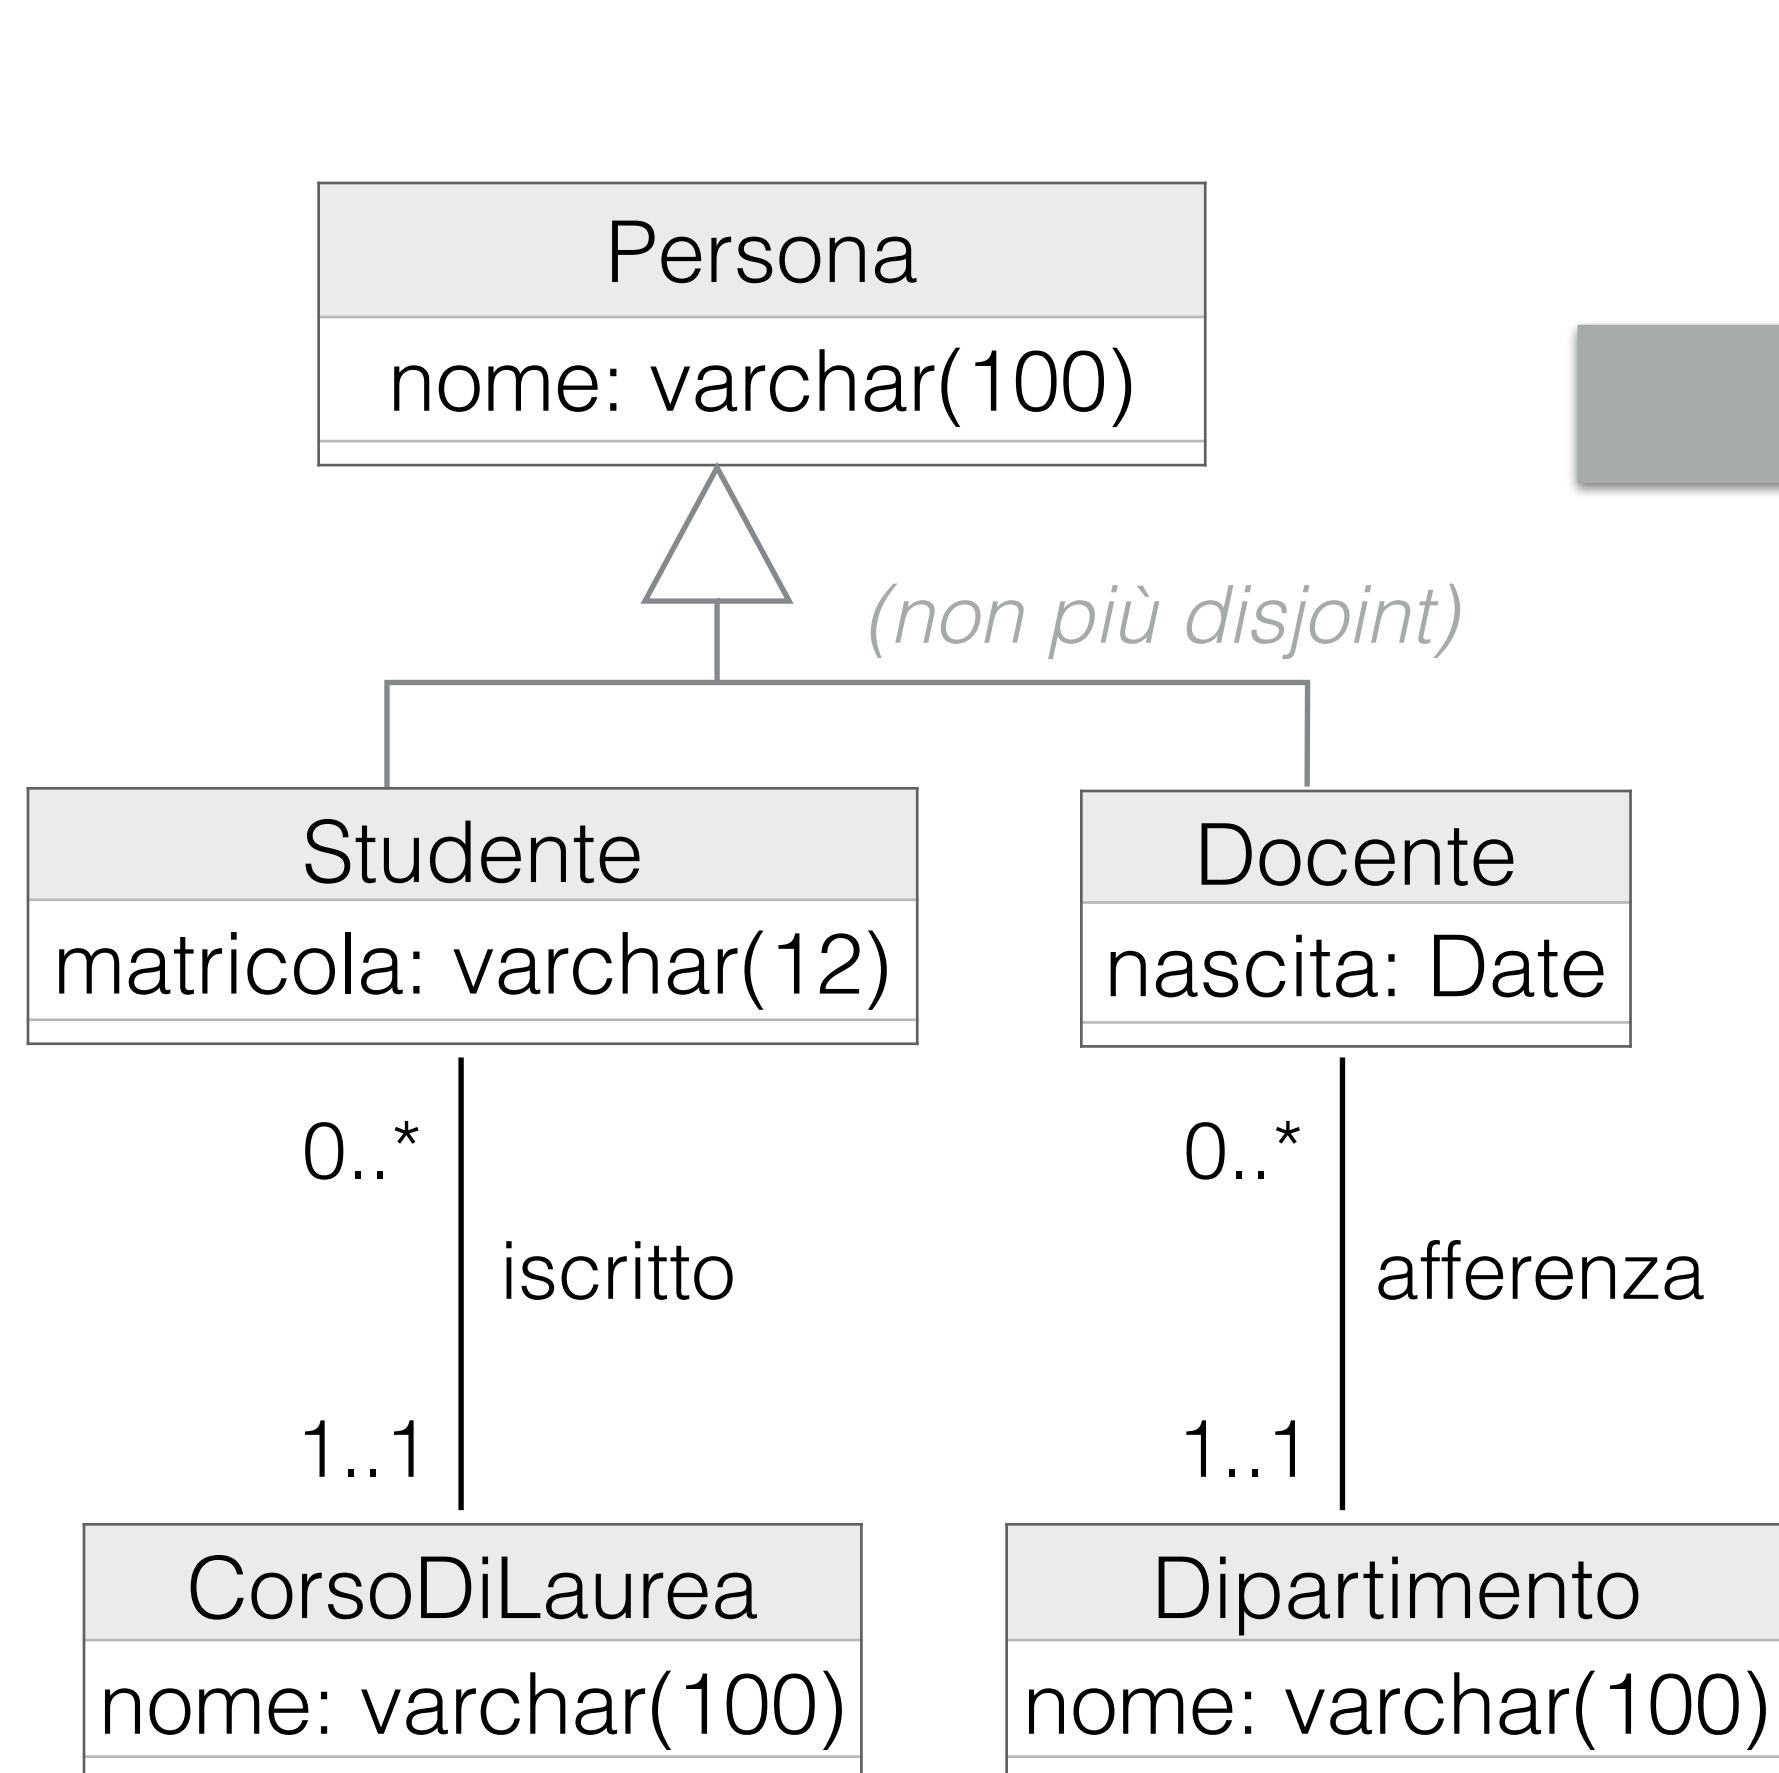 Persona
nome: varchar(100)
(non più disjoint)
Studente
matricola: varchar(12)
Docente
nascita: Date
0..*
0..*
iscritto
afferenza
1..1
1..1
CorsoDiLaurea
nome: varchar(100)
Dipartimento
nome: varchar(100)